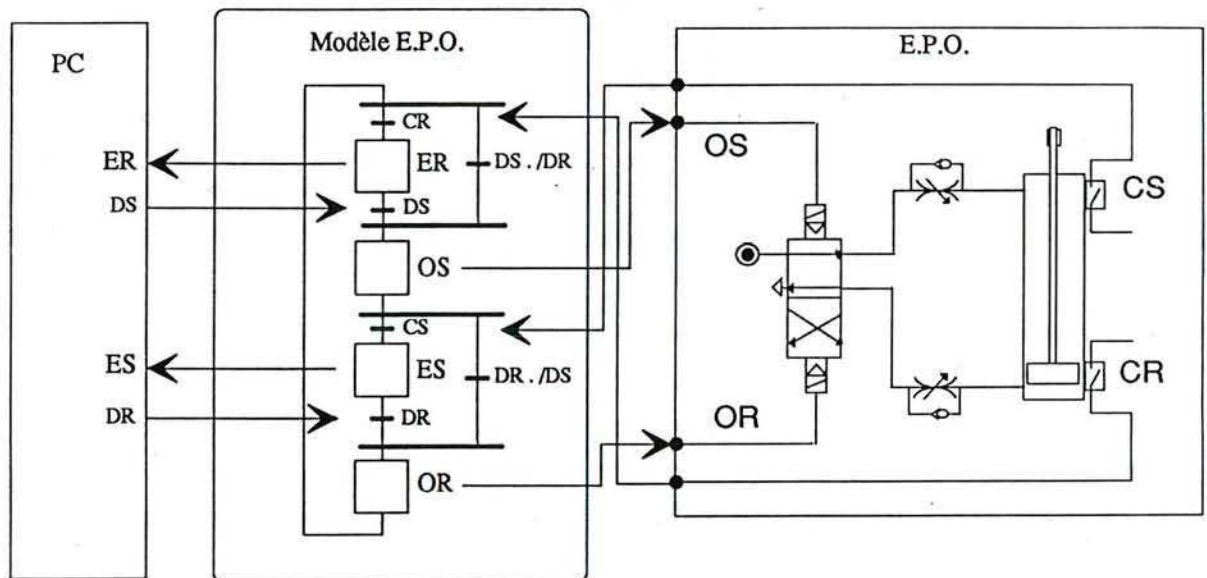 PC
ER
DS
ES
DR
Modèle E.P.O.
CR
ER
DS . /DR
DS
OS
CS
ES
DR . /DS
DR
OR
E.P.O.
OS
CS
CR
OR